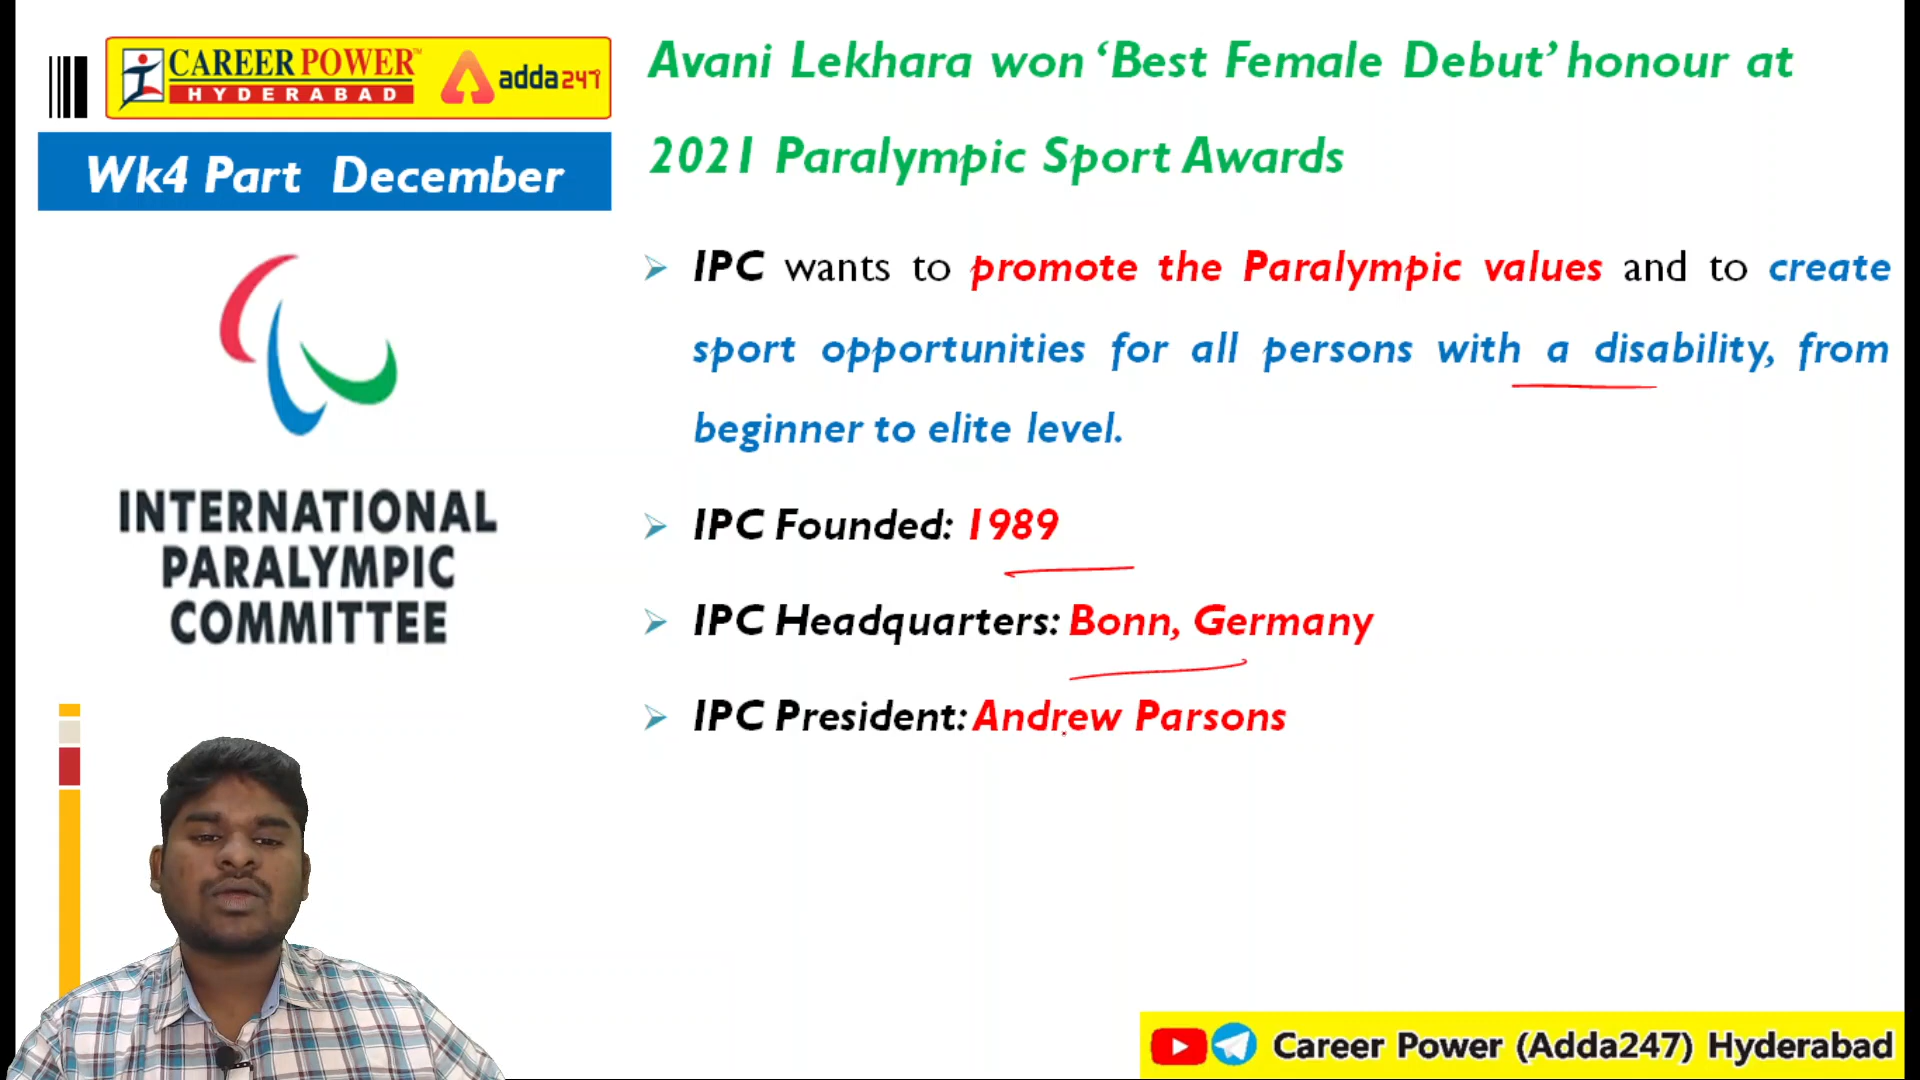 CAREER POWER
HYDERABAD
adda247
Wk4 Part December
Avani Lekhara won ‘Best Female Debut’ honour at
2021 Paralympic Sport Awards
INTERNATIONAL
PARALYMPIC
COMMITTEE
IPC wants to promote the Paralympic values and to create
sport opportunities for all persons with a disability, from
beginner to elite level.
IPC Founded: 1989
IPC Headquarters: Bonn, Germany
IPC President: Andrew Parsons
Career Power (Adda247) Hyderabad